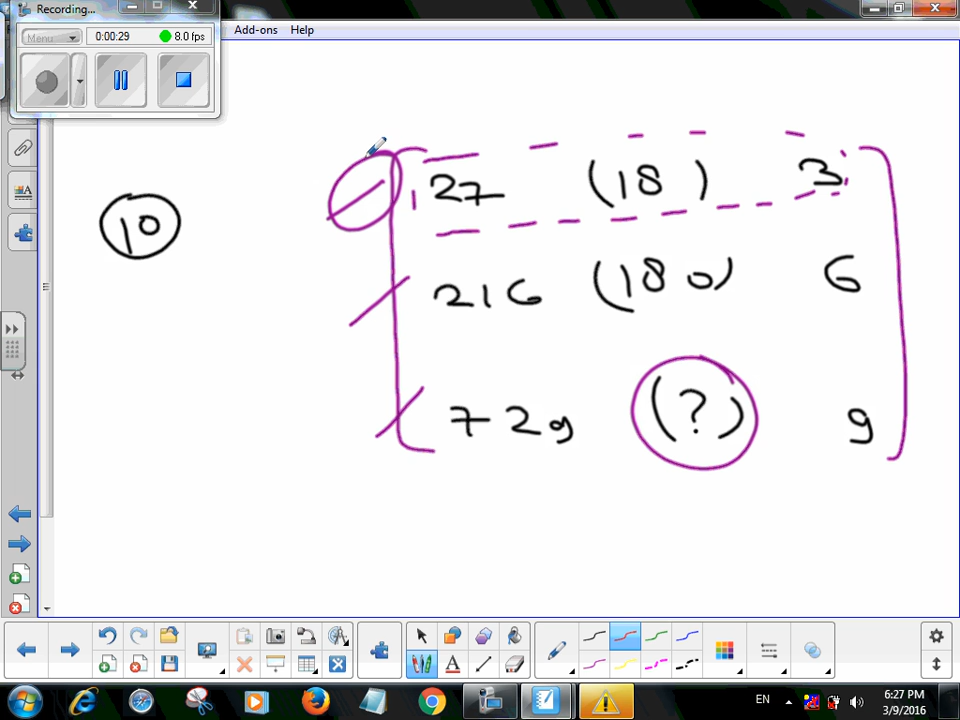 Recording...
Menu 0:00:29 8.0 fps
Add-ons Help
27 (18) 3
10
216 (180) 6
729 (?) 9
EN 6:27 PM
3/9/2016